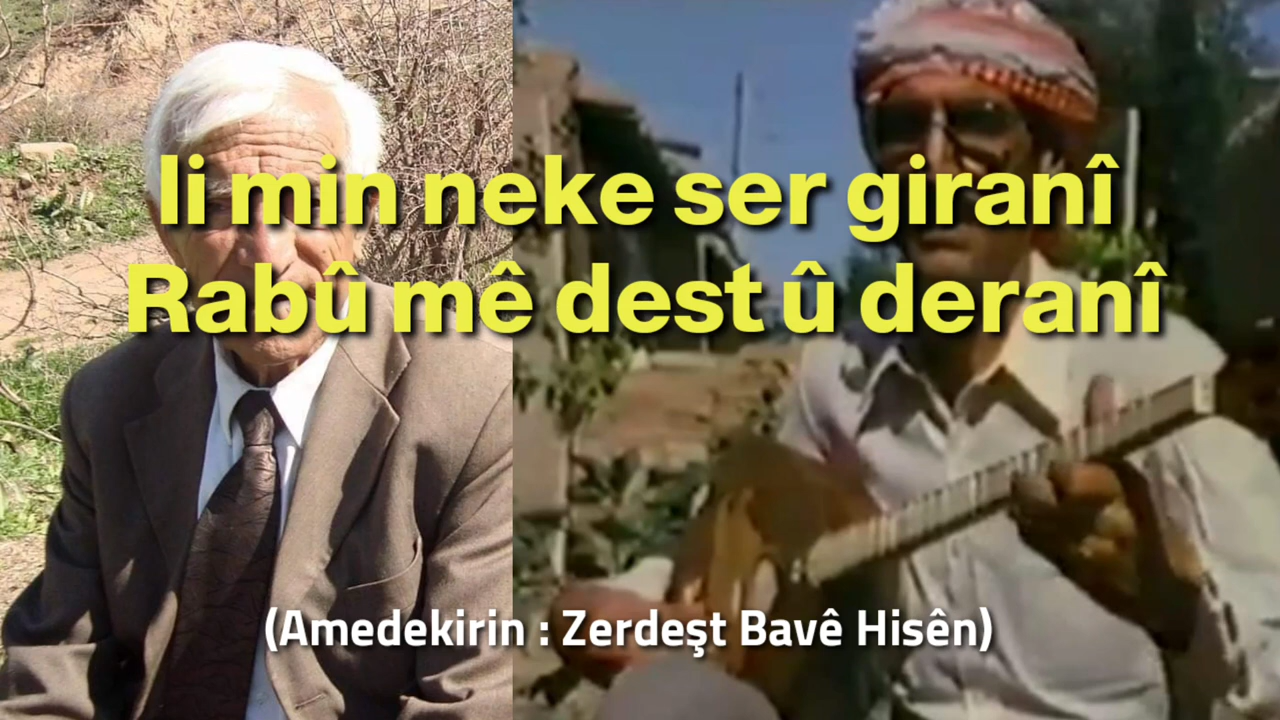 li min neke ser giranî
Rabû mê dest û deranî
(Amedekirin : Zerdeşt Bavê Hisên)